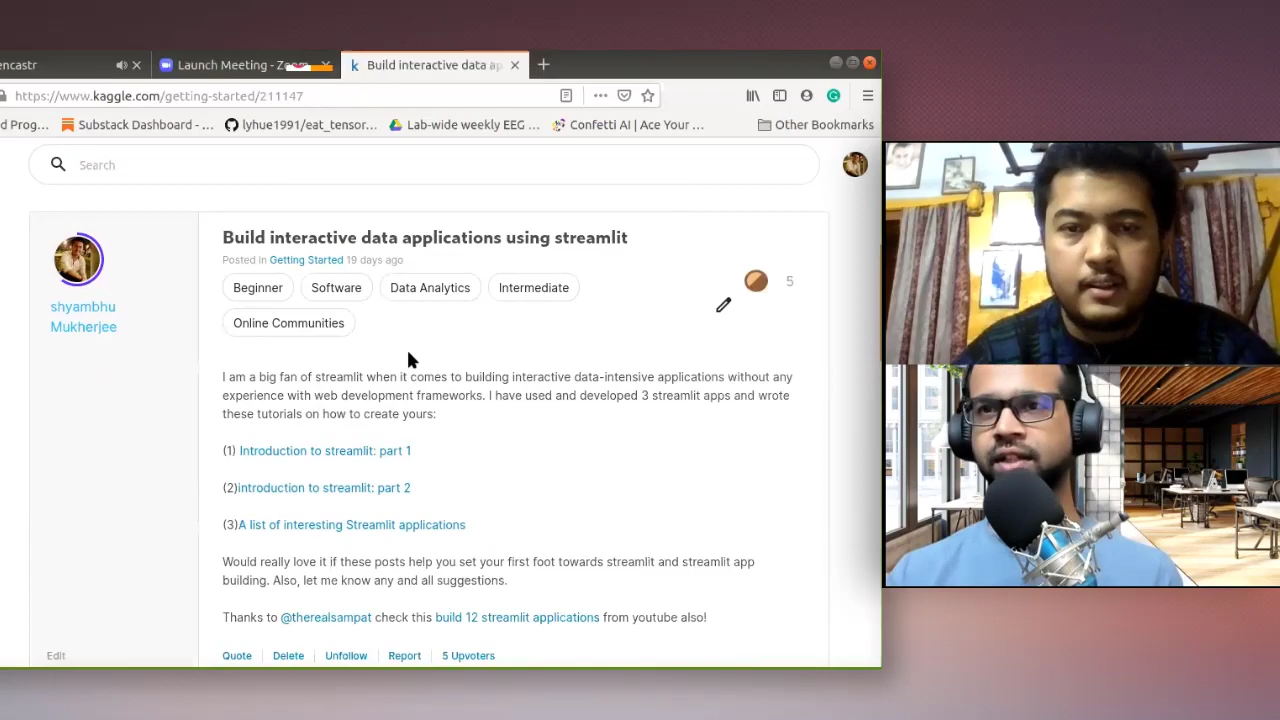 encastr
Launch Meeting - Zoom
Build interactive data ap
https://www.kaggle.com/getting-started/211147
d Prog...
Substack Dashboard - ...
lyhue1991/eat_tensor...
Lab-wide weekly EEG ...
Confetti AI | Ace Your ...
Other Bookmarks
Search
Build interactive data applications using streamlit
Posted in Getting Started 19 days ago
Beginner
Software
Data Analytics
Intermediate
5
Online Communities
shyambhu
Mukherjee
I am a big fan of streamlit when it comes to building interactive data-intensive applications without any
experience with web development frameworks. I have used and developed 3 streamlit apps and wrote
these tutorials on how to create yours:
(1) Introduction to streamlit: part 1
(2)introduction to streamlit: part 2
(3)A list of interesting Streamlit applications
Would really love it if these posts help you set your first foot towards streamlit and streamlit app
building. Also, let me know any and all suggestions.
Thanks to @therealsampat check this build 12 streamlit applications from youtube also!
Edit
Quote
Delete
Unfollow
Report
5 Upvoters